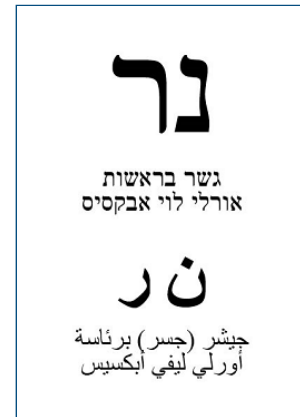 נר
גשר בראשות
אורלי לוי אבקסיס
ن ر
جيشر (جسر) برئاسة
أورلي ليفي أبكسيس